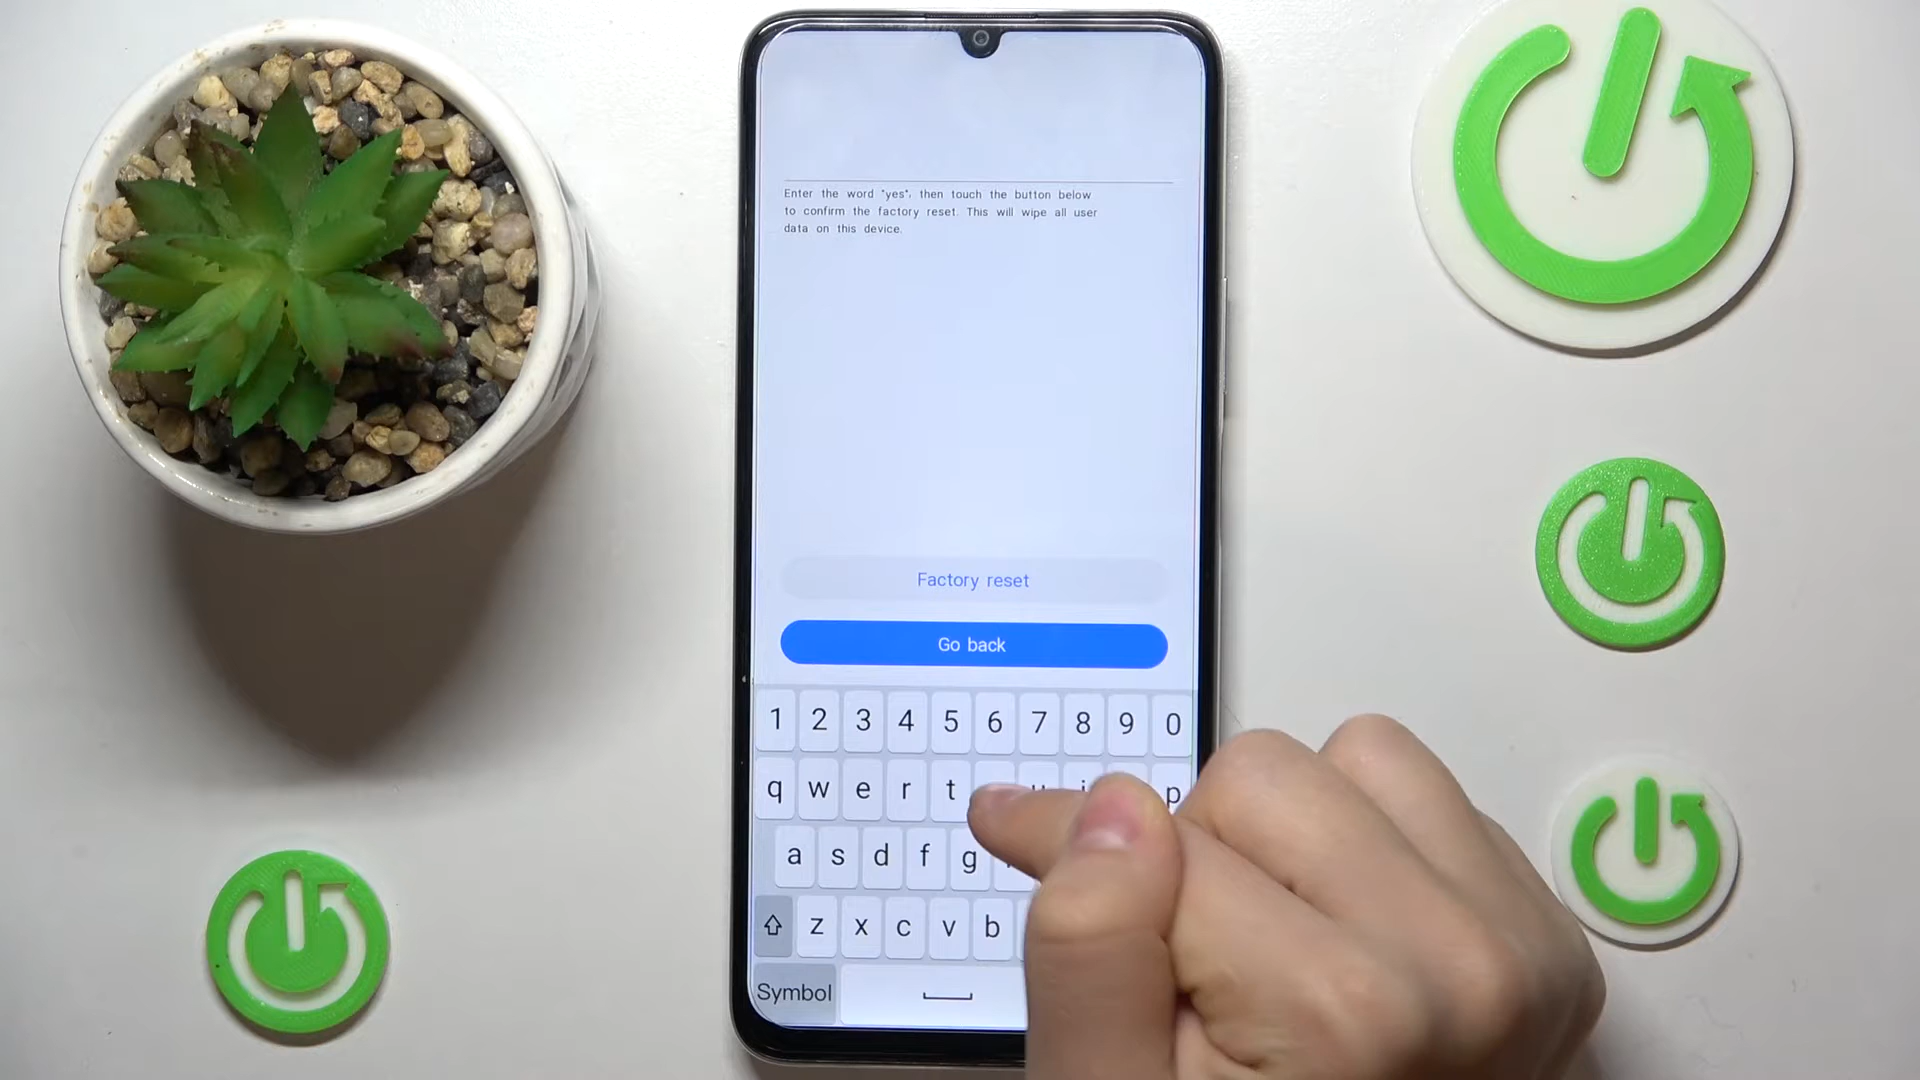 Enter the word "yes", then touch the button below
to confirm the factory reset. This will wipe all user
data on this device.
Factory reset
Go back
1 2 3 4 5 6 7 8 9 0
q w e r t u i p
a s d f g
z x c v b
Symbol